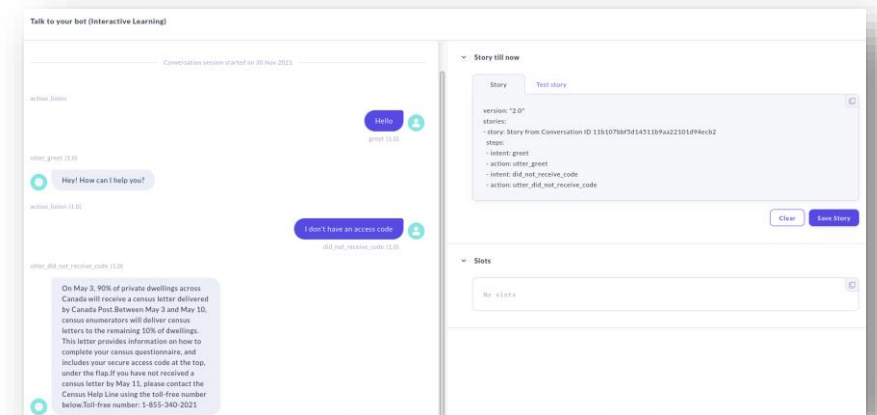 Talk to your bot (Interactive Learning)
Conversation session started on 30 Nov 2021
action_listen
Hello
greet (1.0)
utter_greet (1.0)
Hey! How can I help you?
action_listen (1.0)
I don't have an access code
did_not_receive_code (1.0)
utter_did_not_receive_code (1.0)
On May 3, 90% of private dwellings across
Canada will receive a census letter delivered
by Canada Post.Between May 3 and May 10,
census enumerators will deliver census
letters to the remaining 10% of dwellings.
This letter provides information on how to
complete your census questionnaire, and
includes your secure access code at the top,
under the flap.If you have not received a
census letter by May 11, please contact the
Census Help Line using the toll-free number
below.Toll-free number: 1-855-340-2021
Story till now
Story
Test story
version: "2.0"
stories:
- story: Story from Conversation ID 11b107bbf5d14511b9aa22101d94ecb2
steps:
- intent: greet
- action: utter_greet
- intent: did_not_receive_code
- action: utter_did_not_receive_code
Clear
Save Story
Slots
No slots